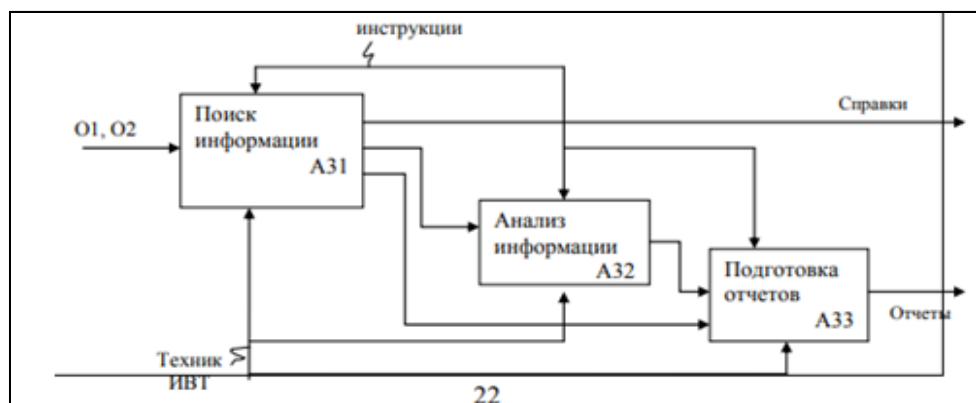 инструкции
Поиск
информации
А31
О1, О2
Справки
Анализ
информации
А32
Подготовка
отчетов
А33
Отчеты
Техник
ИВТ
22